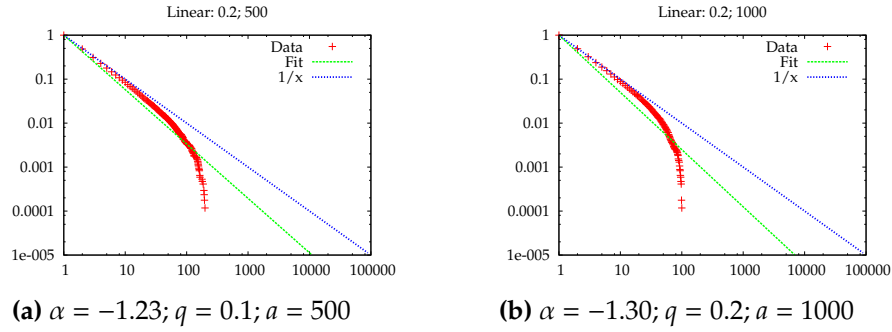 Linear: 0.2; 500
1
0.1
0.01
0.001
0.0001
1e-005
1 10 100 1000 10000 100000
Data
Fit
1/x
(a) α = −1.23; q = 0.1; a = 500
Linear: 0.2; 1000
1
0.1
0.01
0.001
0.0001
1e-005
1 10 100 1000 10000 100000
Data
Fit
1/x
(b) α = −1.30; q = 0.2; a = 1000